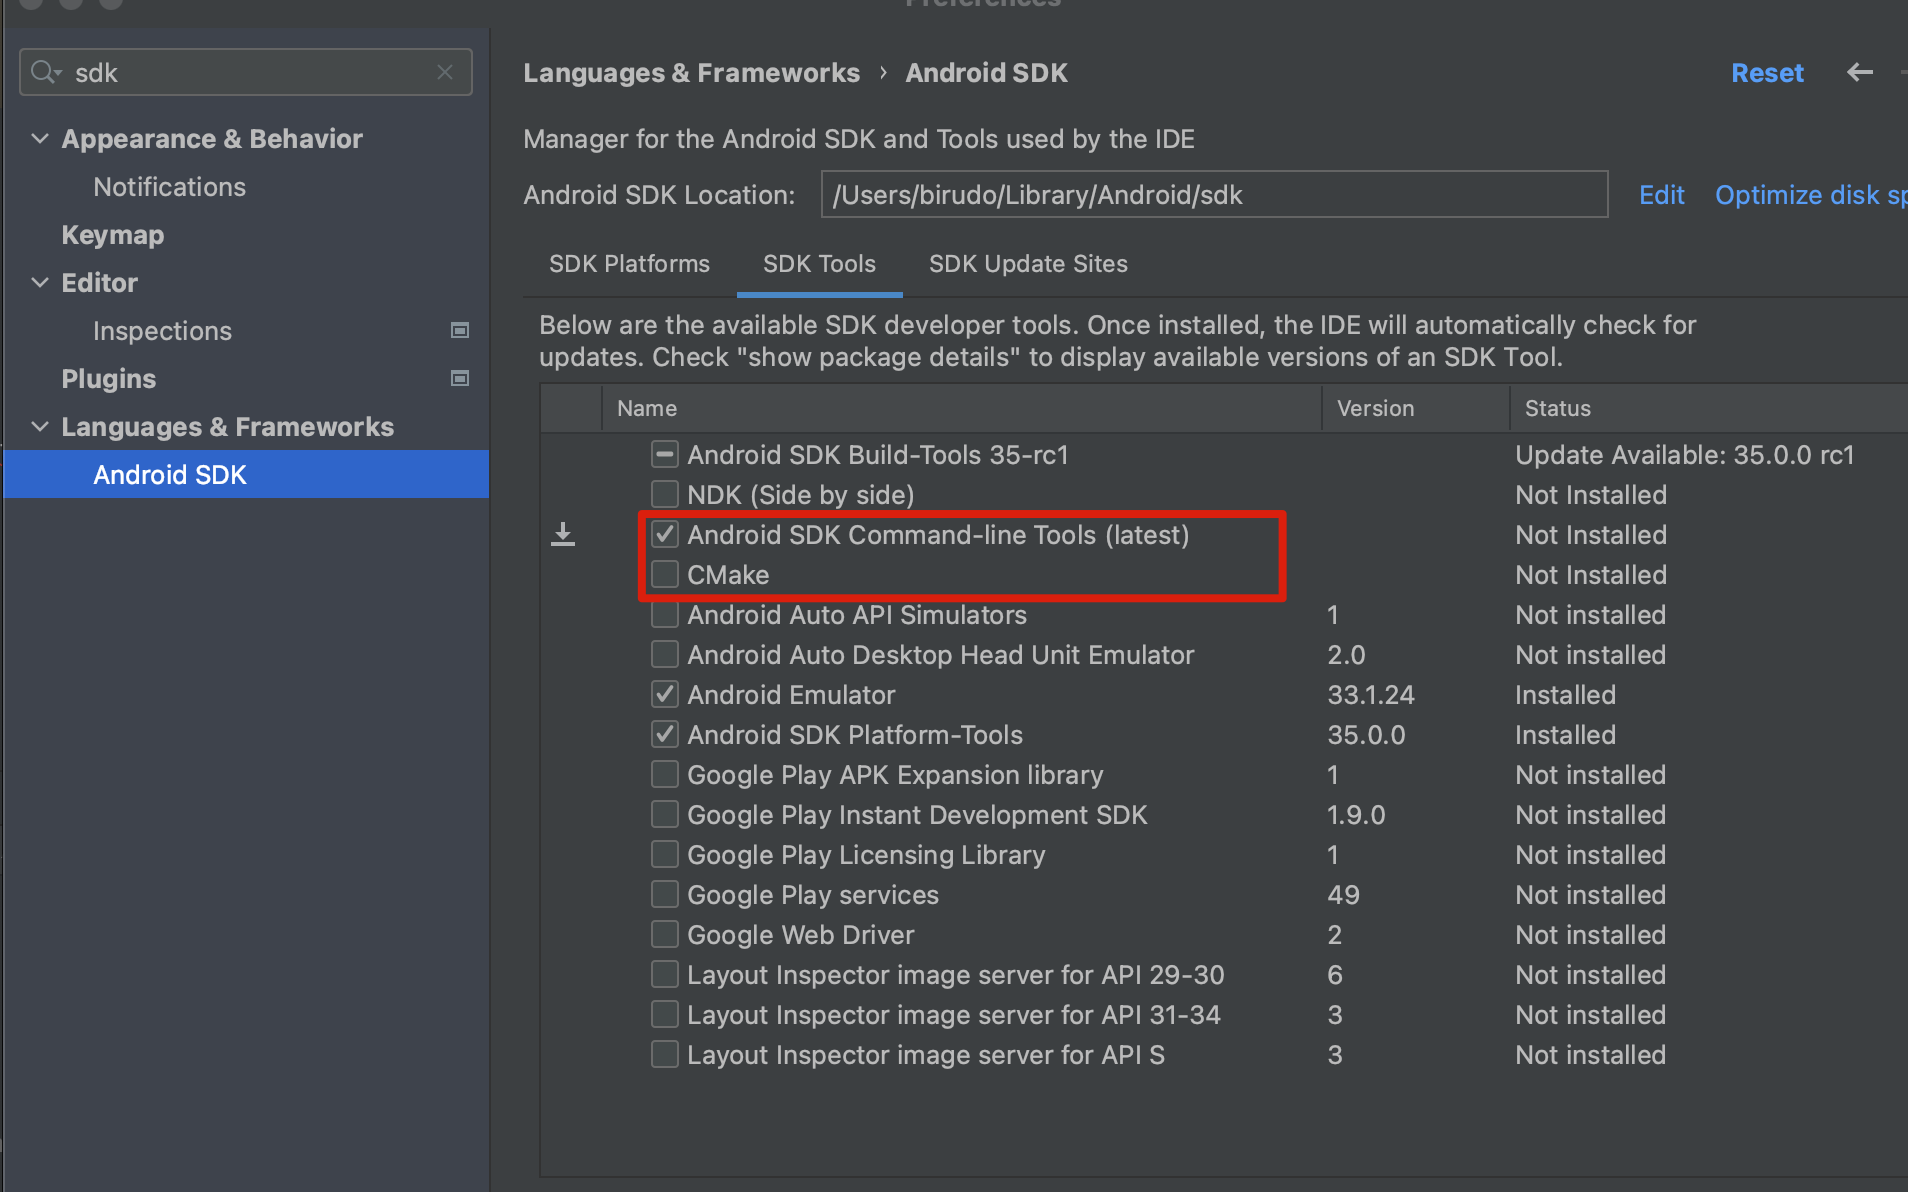 Preferences
sdk
Appearance & Behavior
Notifications
Keymap
Editor
Inspections
Plugins
Languages & Frameworks
Android SDK
Languages & Frameworks › Android SDK
Reset
Manager for the Android SDK and Tools used by the IDE
Android SDK Location: /Users/birudo/Library/Android/sdk Edit Optimize disk sp
SDK Platforms SDK Tools SDK Update Sites
Below are the available SDK developer tools. Once installed, the IDE will automatically check for
updates. Check "show package details" to display available versions of an SDK Tool.
Name Version Status
Android SDK Build-Tools 35-rc1 Update Available: 35.0.0 rc1
NDK (Side by side) Not Installed
Android SDK Command-line Tools (latest) Not Installed
CMake Not Installed
Android Auto API Simulators 1 Not installed
Android Auto Desktop Head Unit Emulator 2.0 Not installed
Android Emulator 33.1.24 Installed
Android SDK Platform-Tools 35.0.0 Installed
Google Play APK Expansion library 1 Not installed
Google Play Instant Development SDK 1.9.0 Not installed
Google Play Licensing Library 1 Not installed
Google Play services 49 Not installed
Google Web Driver 2 Not installed
Layout Inspector image server for API 29-30 6 Not installed
Layout Inspector image server for API 31-34 3 Not installed
Layout Inspector image server for API S 3 Not installed